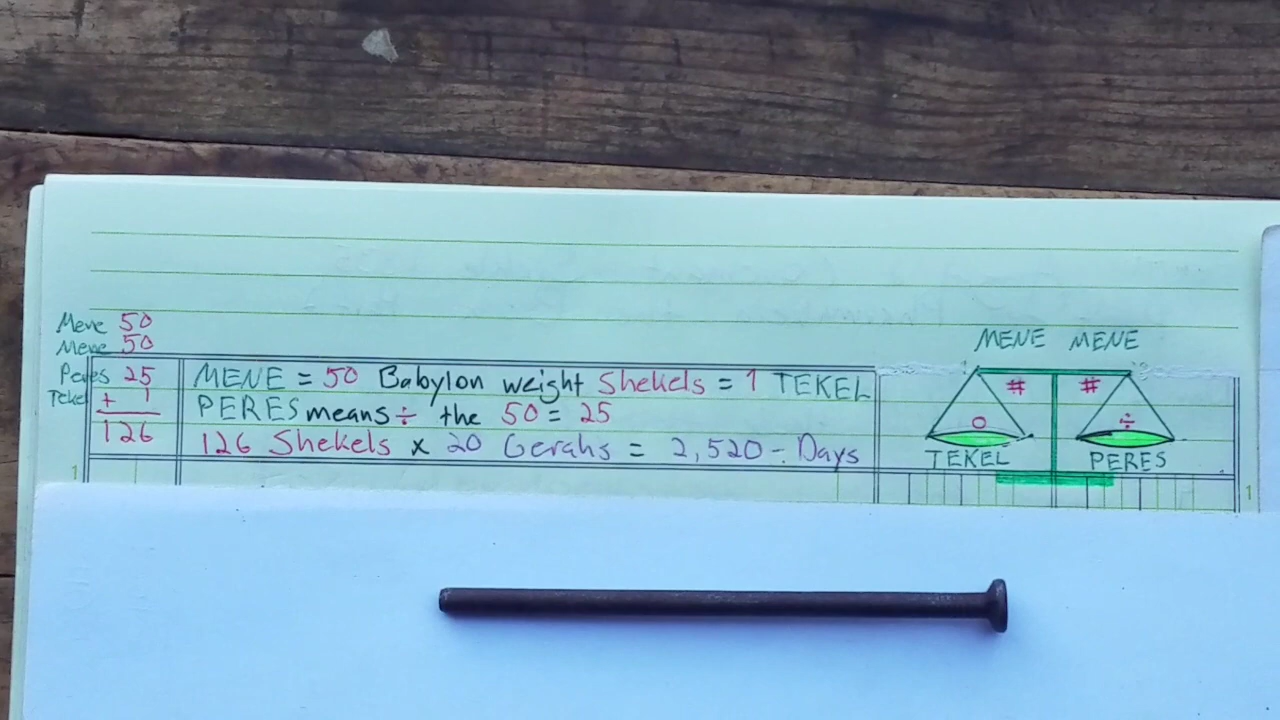 Mene 50
Mene 50
Peres 25
Tekel + 1
126
MENE = 50 Babylon weight Shekels = 1 TEKEL
PERES means ÷ the 50 = 25
126 Shekels x 20 Gerahs = 2,520 - Days
MENE MENE
# #
0 ÷
TEKEL PERES
1 1